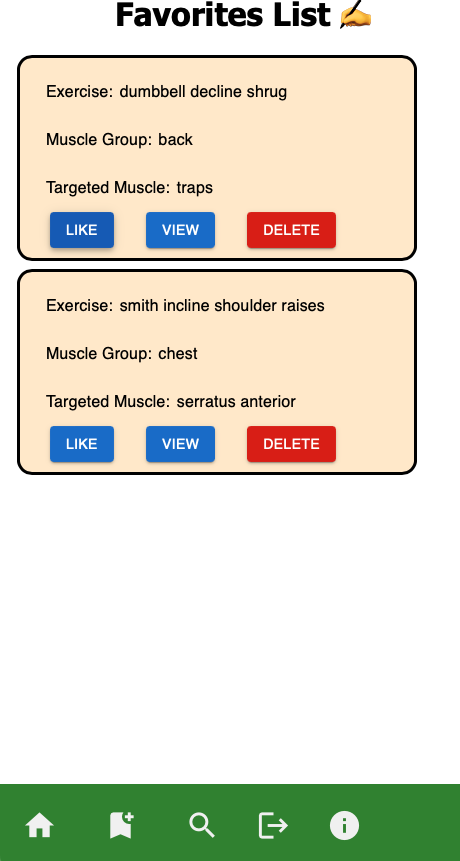 Favorites List ✍️
Exercise: dumbbell decline shrug
Muscle Group: back
Targeted Muscle: traps
LIKE VIEW DELETE
Exercise: smith incline shoulder raises
Muscle Group: chest
Targeted Muscle: serratus anterior
LIKE VIEW DELETE